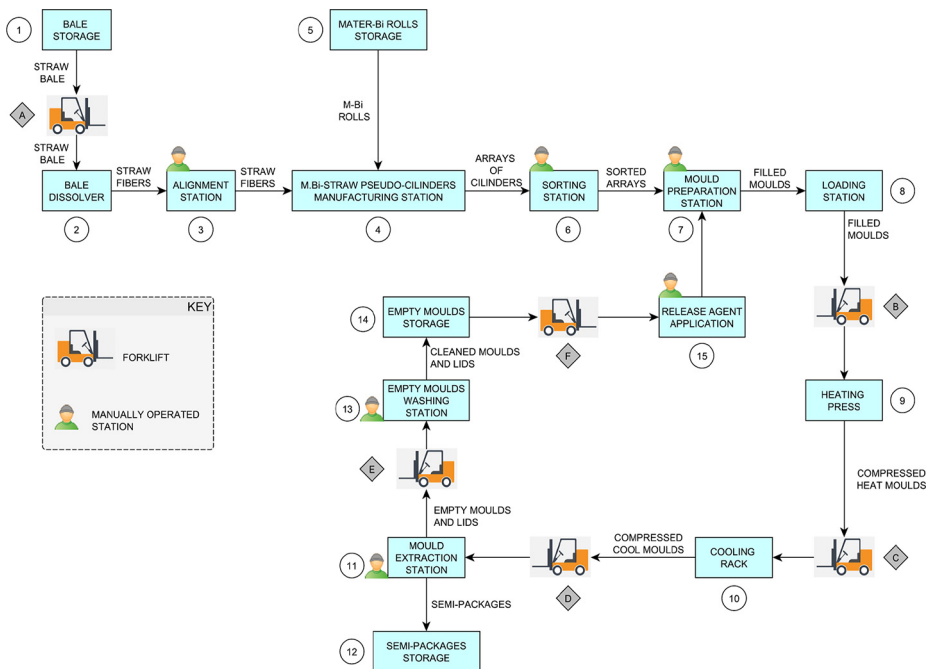 1
BALE
STORAGE
5
MATER-Bi ROLLS
STORAGE
STRAW
BALE
A
M-Bi
ROLLS
STRAW
BALE
BALE
DISSOLVER
2
STRAW
FIBERS
ALIGNMENT
STATION
3
STRAW
FIBERS
M.Bi-STRAW PSEUDO-CILINDERS
MANUFACTURING STATION
4
ARRAYS
OF
CILINDERS
SORTING
STATION
6
SORTED
ARRAYS
MOULD
PREPARATION
STATION
7
FILLED
MOULDS
LOADING
STATION
8
FILLED
MOULDS
B
KEY
FORKLIFT
MANUALLY OPERATED
STATION
14
EMPTY MOULDS
STORAGE
F
RELEASE AGENT
APPLICATION
15
CLEANED MOULDS
AND LIDS
13
EMPTY MOULDS
WASHING
STATION
HEATING
PRESS
9
E
COMPRESSED
HEAT MOULDS
EMPTY MOULDS
AND LIDS
11
MOULD
EXTRACTION
STATION
D
COMPRESSED
COOL MOULDS
COOLING
RACK
10
C
SEMI-PACKAGES
12
SEMI-PACKAGES
STORAGE